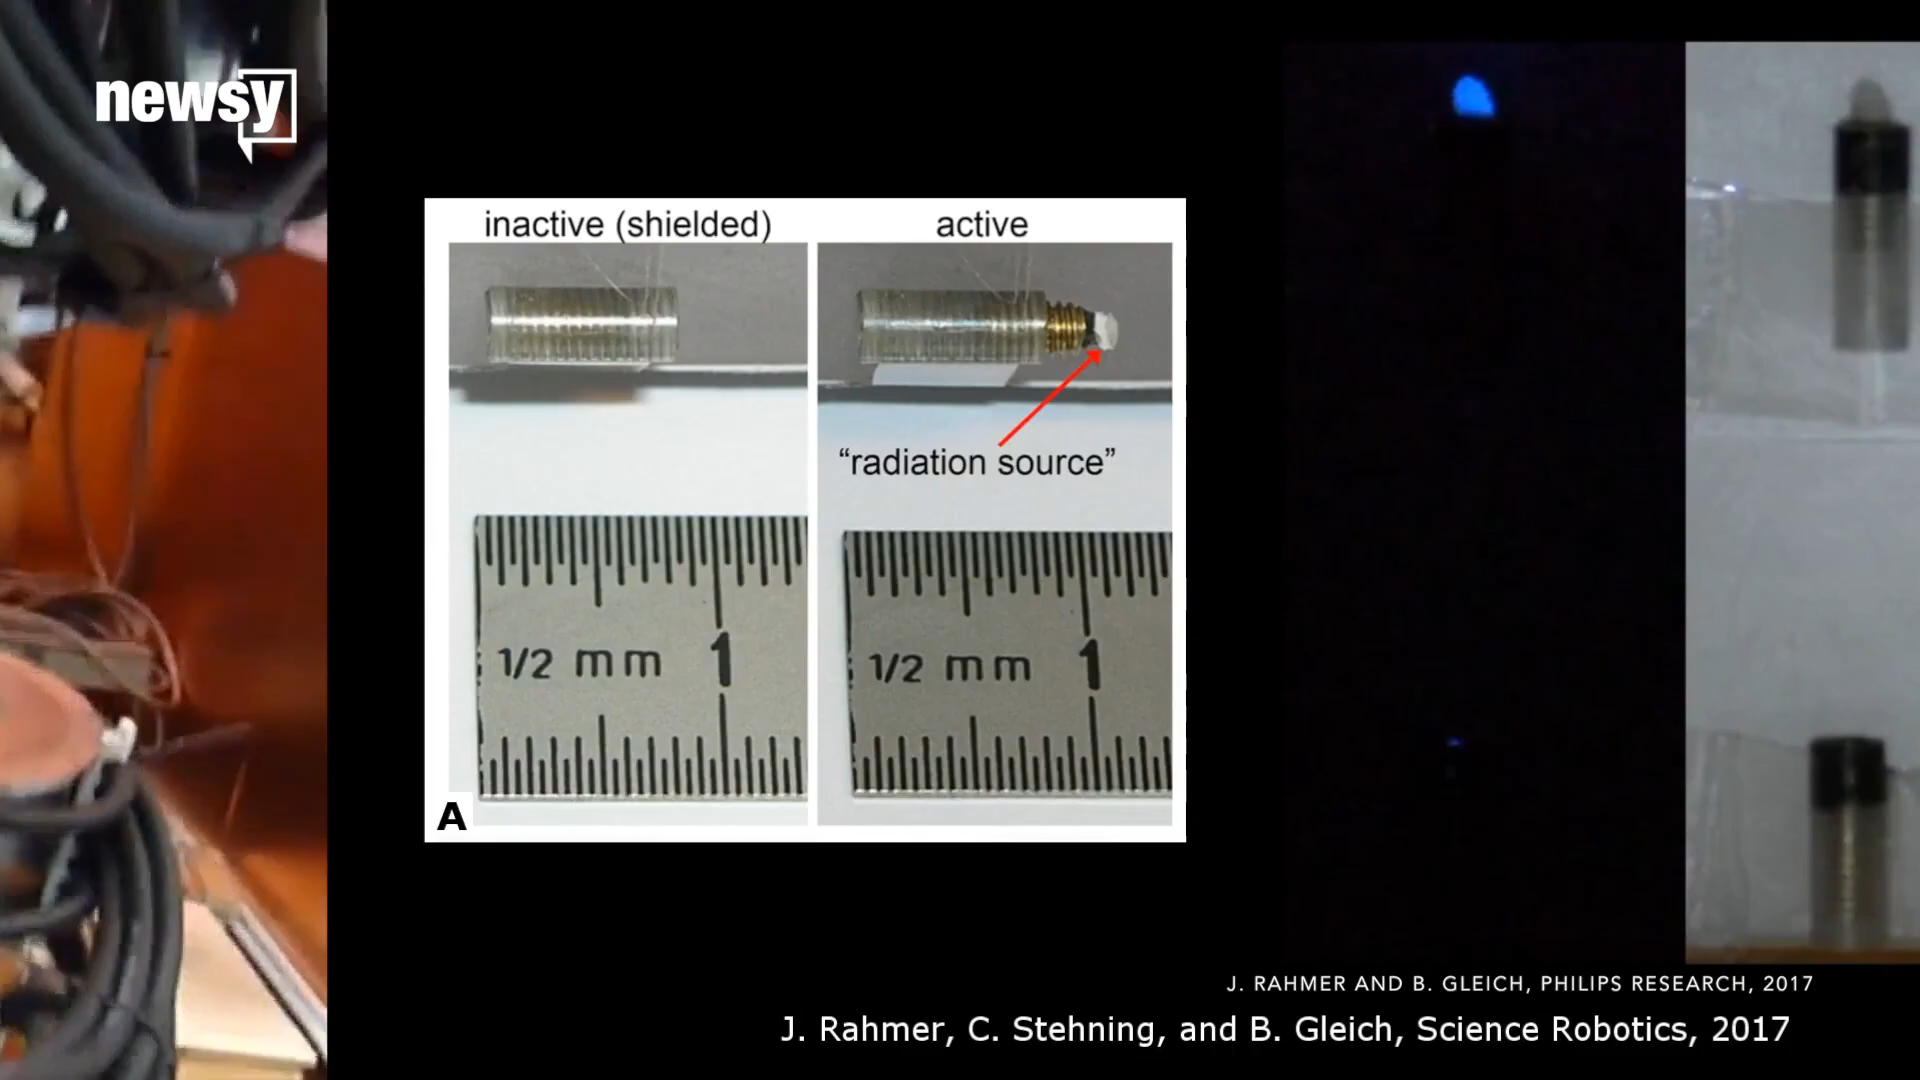 newsy
inactive (shielded)
active
“radiation source”
1/2 mm 1
1/2 mm 1
A
J. RAHMER AND B. GLEICH, PHILIPS RESEARCH, 2017
J. Rahmer, C. Stehning, and B. Gleich, Science Robotics, 2017